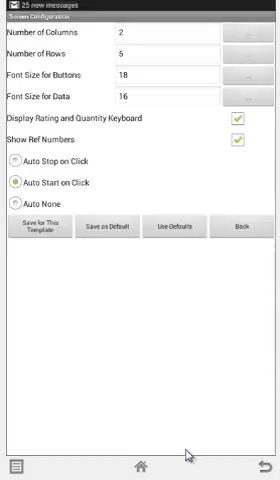 25 new messages
Screen Configuration
Number of Columns 2 ...
Number of Rows 5 ...
Font Size for Buttons 18 ...
Font Size for Data 16 ...
Display Rating and Quantity Keyboard
Show Ref Numbers
Auto Stop on Click
Auto Start on Click
Auto None
Save for This
Template
Save as Default
Use Defaults
Back